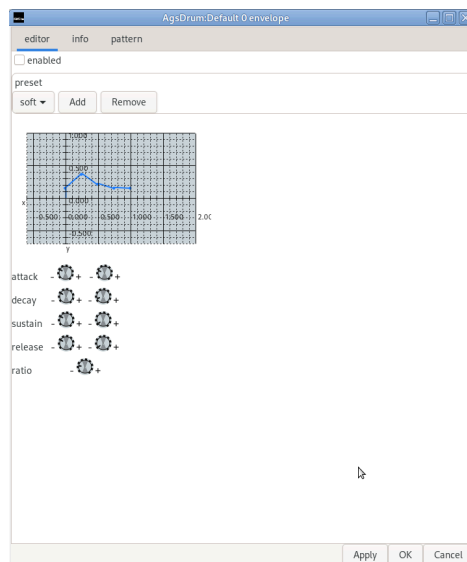 AgsDrum:Default 0 envelope
editor info pattern
enabled
preset
soft Add Remove
1.000
0.500
x 0.000
-0.500 0.000 0.500 1.000 1.500 2.00
-0.500
y
attack - + - +
decay - + - +
sustain - + - +
release - + - +
ratio - +
Apply OK Cancel